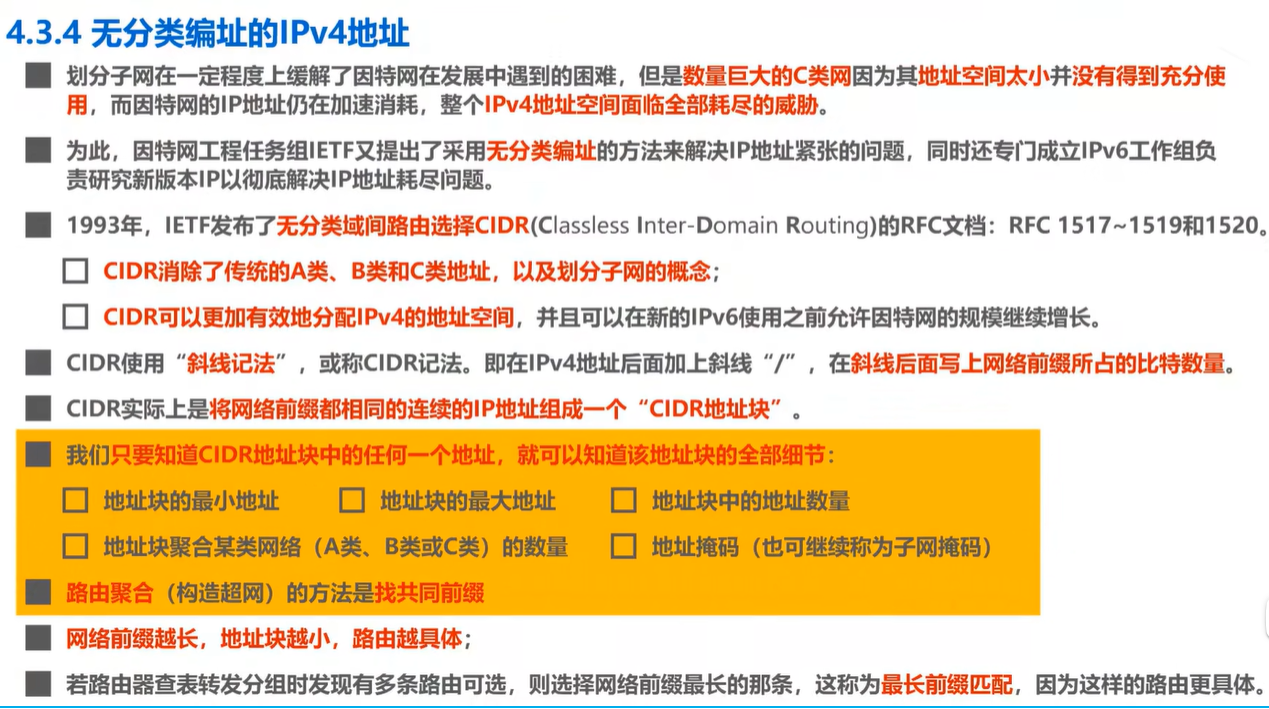 4.3.4 无分类编址的IPv4地址
划分子网在一定程度上缓解了因特网在发展中遇到的困难，但是数量巨大的C类网因为其地址空间太小并没有得到充分使
用，而因特网的IP地址仍在加速消耗，整个IPv4地址空间面临全部耗尽的威胁。
为此，因特网工程任务组IETF又提出了采用无分类编址的方法来解决IP地址紧张的问题，同时还专门成立IPv6工作组负
责研究新版本IP以彻底解决IP地址耗尽问题。
1993年，IETF发布了无分类域间路由选择CIDR(Classless Inter-Domain Routing)的RFC文档：RFC 1517~1519和1520。
CIDR消除了传统的A类、B类和C类地址，以及划分子网的概念；
CIDR可以更加有效地分配IPv4的地址空间，并且可以在新的IPv6使用之前允许因特网的规模继续增长。
CIDR使用“斜线记法”，或称CIDR记法。即在IPv4地址后面加上斜线“/”，在斜线后面写上网络前缀所占的比特数量。
CIDR实际上是将网络前缀都相同的连续的IP地址组成一个“CIDR地址块”。
我们只要知道CIDR地址块中的任何一个地址，就可以知道该地址块的全部细节：
地址块的最小地址 地址块的最大地址 地址块中的地址数量
地址块聚合某类网络（A类、B类或C类）的数量 地址掩码（也可继续称为子网掩码）
路由聚合（构造超网）的方法是找共同前缀
网络前缀越长，地址块越小，路由越具体；
若路由器查表转发分组时发现有多条路由可选，则选择网络前缀最长的那条，这称为最长前缀匹配，因为这样的路由更具体。